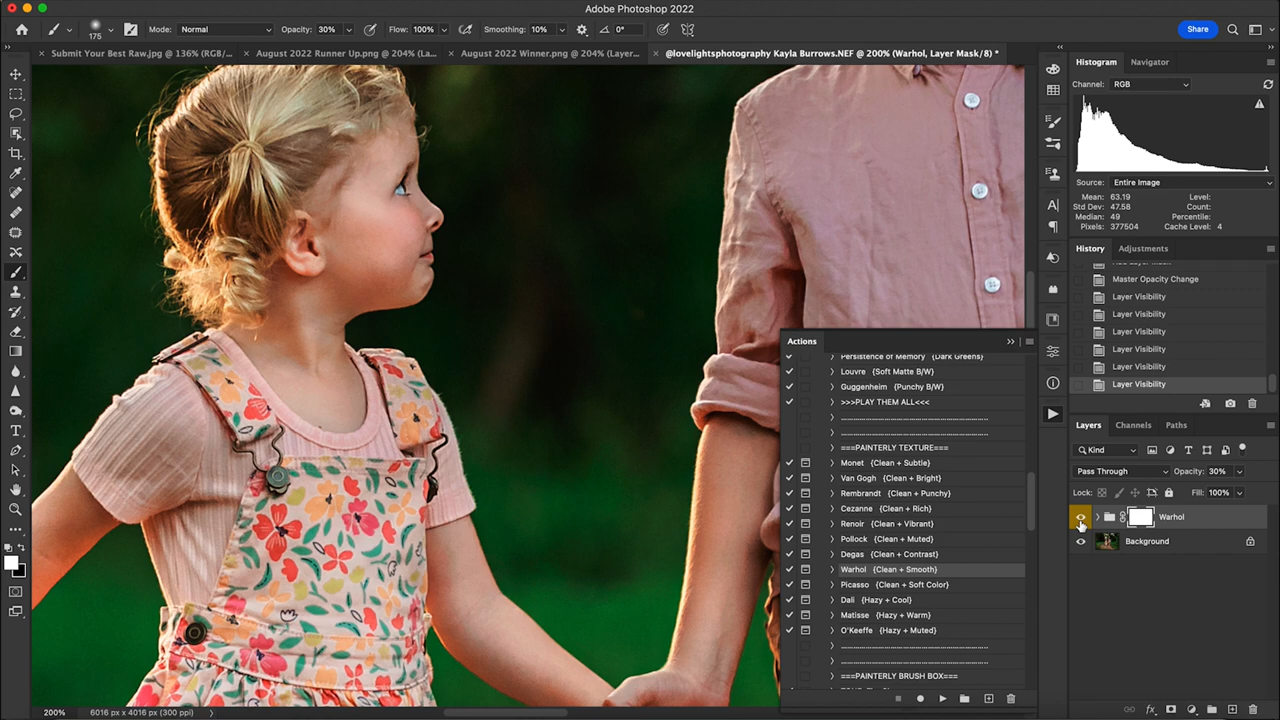 Adobe Photoshop 2022
175 Mode: Normal Opacity: 30% Flow: 100% Smoothing: 10% 0° Share
Submit Your Best Raw.jpg @ 136% (RGB/... August 2022 Runner Up.png @ 204% (La... August 2022 Winner.png @ 204% (Layer... @lovelightsphotography Kayla Burrows.NEF @ 200% (Warhol, Layer Mask/8) *
Histogram Navigator
Channel: RGB
Source: Entire Image
Mean: 63.19 Level:
Std Dev: 47.58 Count:
Median: 49 Percentile:
Pixels: 377504 Cache Level: 4
History Adjustments
Master Opacity Change
Layer Visibility
Layer Visibility
Layer Visibility
Layer Visibility
Layer Visibility
Layer Visibility
Actions
Persistence of Memory {Dark Greens}
Louvre {Soft Matte B/W}
Guggenheim {Punchy B/W}
>>>PLAY THEM ALL<<<
===PAINTERLY TEXTURE===
Monet {Clean + Subtle}
Van Gogh {Clean + Bright}
Rembrandt {Clean + Punchy}
Cezanne {Clean + Rich}
Renoir {Clean + Vibrant}
Pollock {Clean + Muted}
Degas {Clean + Contrast}
Warhol {Clean + Smooth}
Picasso {Clean + Soft Color}
Dali {Hazy + Cool}
Matisse {Hazy + Warm}
O'Keeffe {Hazy + Muted}
===PAINTERLY BRUSH BOX===
Layers Channels Paths
Kind
Pass Through Opacity: 30%
Lock: Fill: 100%
Warhol
Background
200% 6016 px x 4016 px (300 ppi)